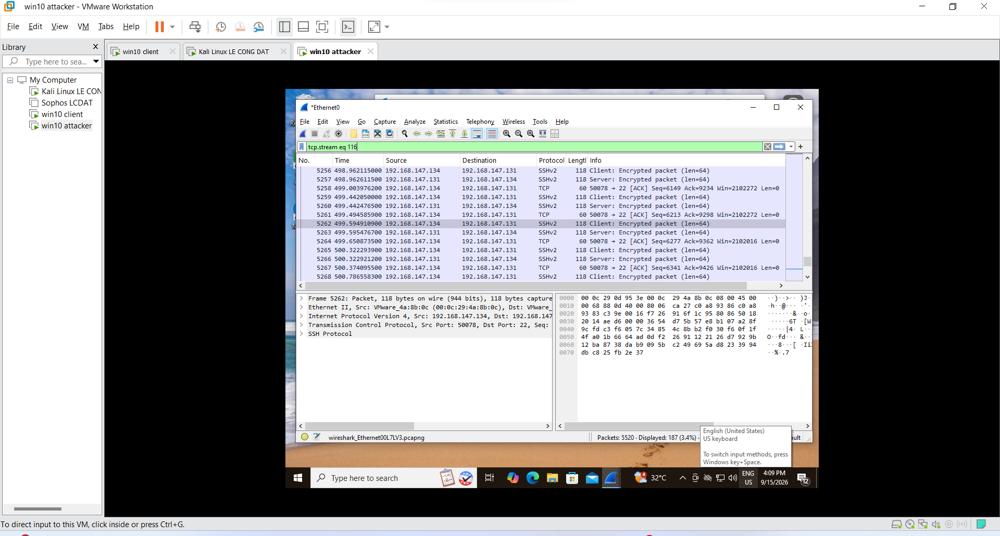 win10 attacker - VMware Workstation
File Edit View VM Tabs Help
Library
Type here to sea...
My Computer
Kali Linux LE CON
Sophos LCDAT
win10 client
win10 attacker
win10 client
Kali Linux LE CONG DAT
win10 attacker
*Ethernet0
File Edit View Go Capture Analyze Statistics Telephony Wireless Tools Help
tcp.stream eq 116
No. Time Source Destination Protocol Lengtl Info
5256 498.962115000 192.168.147.134 192.168.147.131 SSHv2 118 Client: Encrypted packet (len=64)
5257 498.962611500 192.168.147.131 192.168.147.134 SSHv2 118 Server: Encrypted packet (len=64)
5258 499.003976200 192.168.147.134 192.168.147.131 TCP 60 50078 → 22 [ACK] Seq=6149 Ack=9234 Win=2102272 Len=0
5259 499.442050000 192.168.147.134 192.168.147.131 SSHv2 118 Client: Encrypted packet (len=64)
5260 499.442476500 192.168.147.131 192.168.147.134 SSHv2 118 Server: Encrypted packet (len=64)
5261 499.494585900 192.168.147.134 192.168.147.131 TCP 60 50078 → 22 [ACK] Seq=6213 Ack=9298 Win=2102272 Len=0
5262 499.594910900 192.168.147.134 192.168.147.131 SSHv2 118 Client: Encrypted packet (len=64)
5263 499.595476700 192.168.147.131 192.168.147.134 SSHv2 118 Server: Encrypted packet (len=64)
5264 499.650873500 192.168.147.134 192.168.147.131 TCP 60 50078 → 22 [ACK] Seq=6277 Ack=9362 Win=2102016 Len=0
5265 500.322293900 192.168.147.134 192.168.147.131 SSHv2 118 Client: Encrypted packet (len=64)
5266 500.322921200 192.168.147.131 192.168.147.134 SSHv2 118 Server: Encrypted packet (len=64)
5267 500.374095500 192.168.147.134 192.168.147.131 TCP 60 50078 → 22 [ACK] Seq=6341 Ack=9426 Win=2102016 Len=0
5268 500.786558300 192.168.147.134 192.168.147.131 SSHv2 118 Client: Encrypted packet (len=64)
Frame 5262: Packet, 118 bytes on wire (944 bits), 118 bytes capture
Ethernet II, Src: VMware_4a:8b:0c (00:0c:29:4a:8b:0c), Dst: VMware_
Internet Protocol Version 4, Src: 192.168.147.134, Dst: 192.168.147
Transmission Control Protocol, Src Port: 50078, Dst Port: 22, Seq:
SSH Protocol
0000 00 0c 29 0d 95 3e 00 0c 29 4a 8b 0c 08 00 45 00 ··)··>·· )J·
0010 00 68 88 0d 40 00 80 06 ca 27 c0 a8 93 86 c0 a8 ·h··@··· ·'·
0020 93 83 c3 9e 00 16 f7 26 91 6f 1c 95 80 86 50 18 ·······& ·o·
0030 20 14 ae d6 00 00 36 54 d7 5b 57 e8 b1 07 a2 8f ·····6T ·[W
0040 9c fd c3 f6 05 7c 34 85 4c 8b b2 f0 30 f6 0f 1f ·····|4· L··
0050 4f a0 1b 66 64 ad 0d f2 26 91 12 21 26 d7 92 9b O··fd··· &··
0060 12 ba 87 38 da b9 09 5b c2 49 69 5a d8 23 39 94 ···8···[ ·Ii
0070 db c8 25 fb 2e 37 ··%·.7
wireshark_Ethernet00L7LV3.pcapng
Packets: 5520 · Displayed: 187 (3.4%) ·
ault
English (United States)
US keyboard
To switch input methods, press
Windows key+Space.
Type here to search
4
32°C
ENG
US
4:09 PM
9/15/2026
12
To direct input to this VM, click inside or press Ctrl+G.